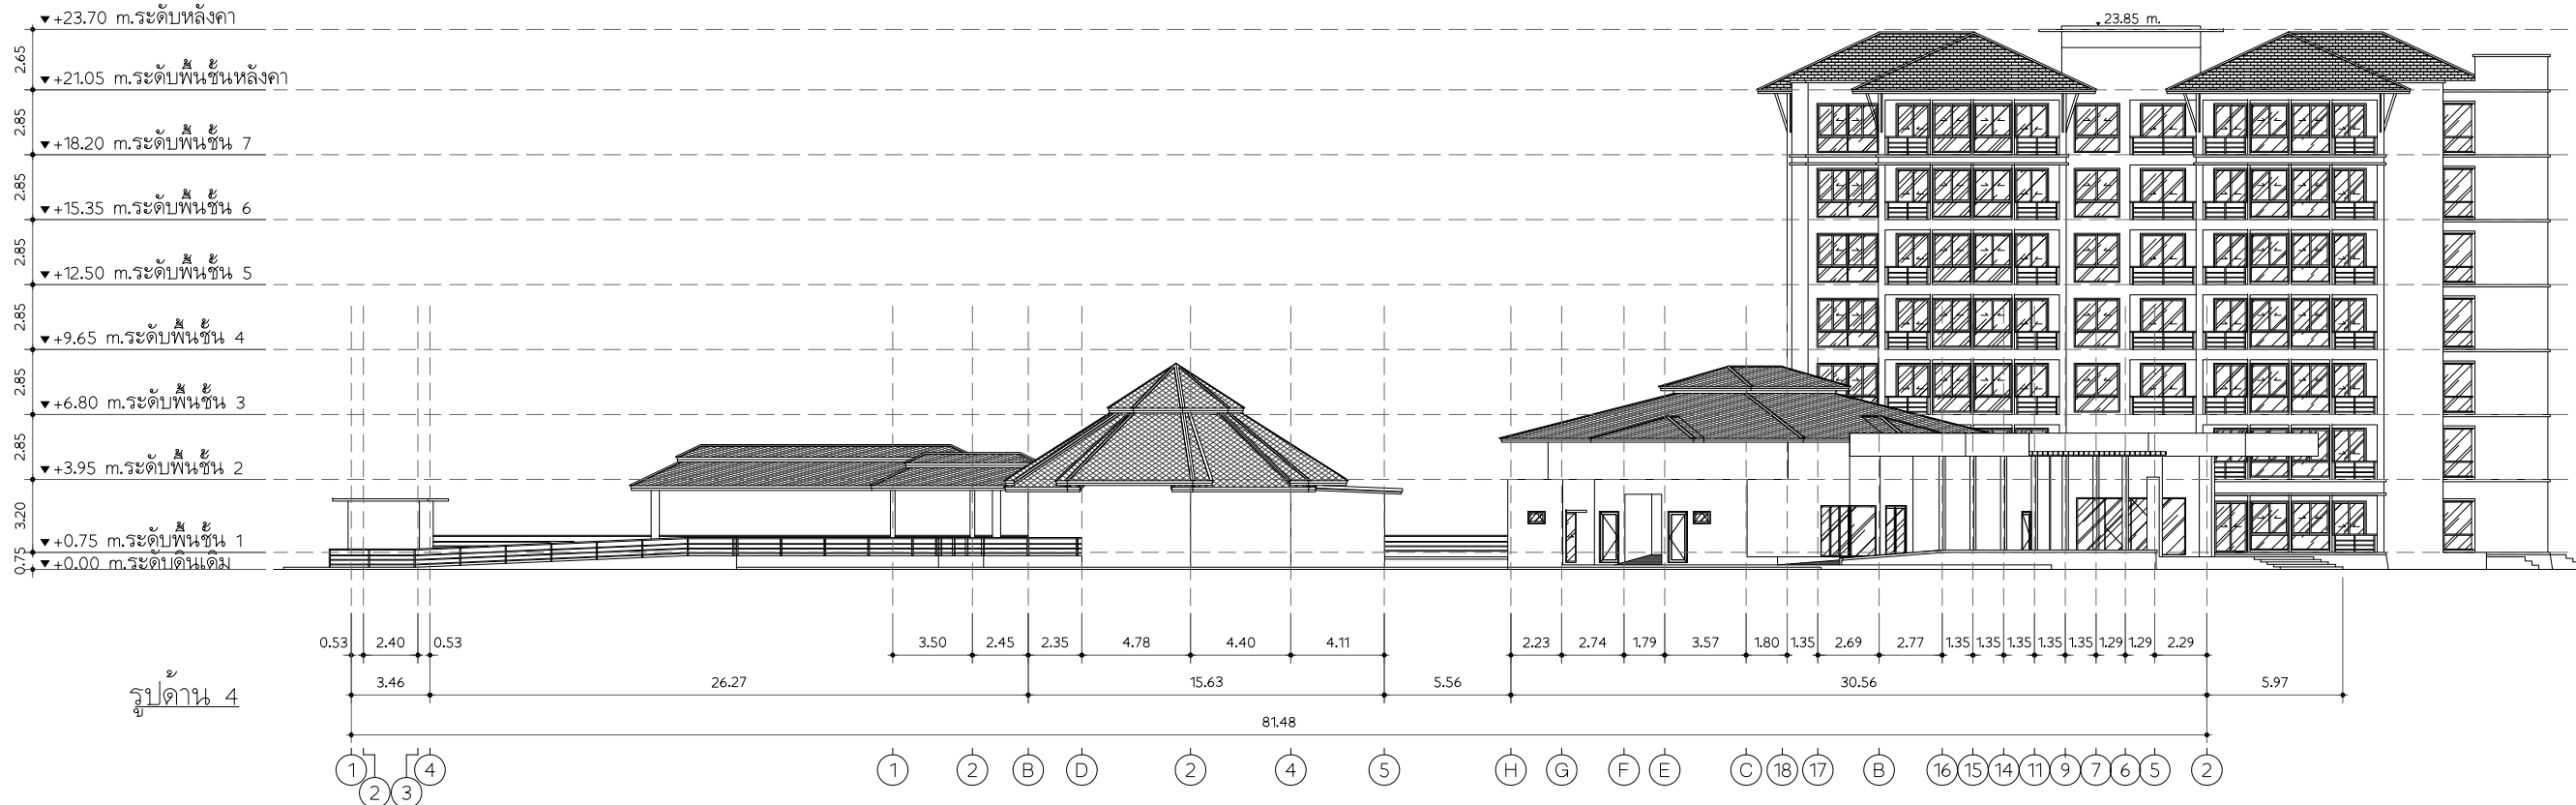 ▼+23.70 m.ระดับหลังคา
23.85 m.
2.65
▼+21.05 m.ระดับพื้นชั้นหลังคา
2.85
▼+18.20 m.ระดับพื้นชั้น 7
2.85
▼+15.35 m.ระดับพื้นชั้น 6
2.85
▼+12.50 m.ระดับพื้นชั้น 5
2.85
▼+9.65 m.ระดับพื้นชั้น 4
2.85
▼+6.80 m.ระดับพื้นชั้น 3
2.85
▼+3.95 m.ระดับพื้นชั้น 2
3.20
▼+0.75 m.ระดับพื้นชั้น 1
0.75
▼+0.00 m.ระดับดินเดิม
0.53 2.40 0.53 3.50 2.45 2.35 4.78 4.40 4.11 2.23 2.74 1.79 3.57 1.80 1.35 2.69 2.77 1.35 1.35 1.35 1.35 1.35 1.29 1.29 2.29
3.46 26.27 15.63 5.56 30.56 5.97
รูปด้าน 4
81.48
1 4 1 2 B D 2 4 5 H G F E C 18 17 B 16 15 14 11 9 7 6 5 2
2 3